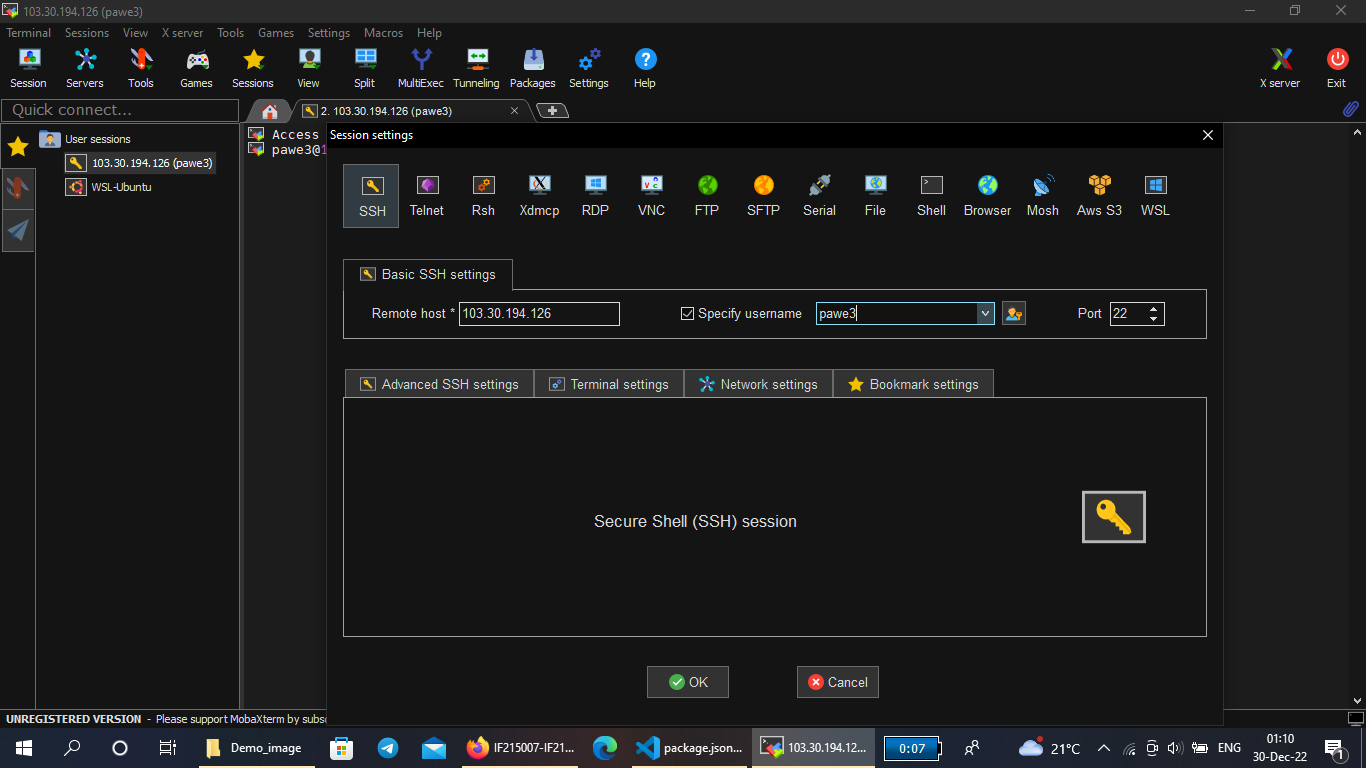 103.30.194.126 (pawe3)
Terminal Sessions View X server Tools Games Settings Macros Help
Session Servers Tools Games Sessions View Split MultiExec Tunneling Packages Settings Help X server Exit
Quick connect...
2. 103.30.194.126 (pawe3)
User sessions
103.30.194.126 (pawe3)
WSL-Ubuntu
Access
pawe3@1
Session settings
SSH Telnet Rsh Xdmcp RDP VNC FTP SFTP Serial File Shell Browser Mosh Aws S3 WSL
Basic SSH settings
Remote host * 103.30.194.126 Specify username pawe3 Port 22
Advanced SSH settings Terminal settings Network settings Bookmark settings
Secure Shell (SSH) session
OK Cancel
UNREGISTERED VERSION - Please support MobaXterm by subs
Demo_image IF215007-IF21... package.json... 103.30.194.12... 0:07 21°C ENG 01:10
30-Dec-22 1